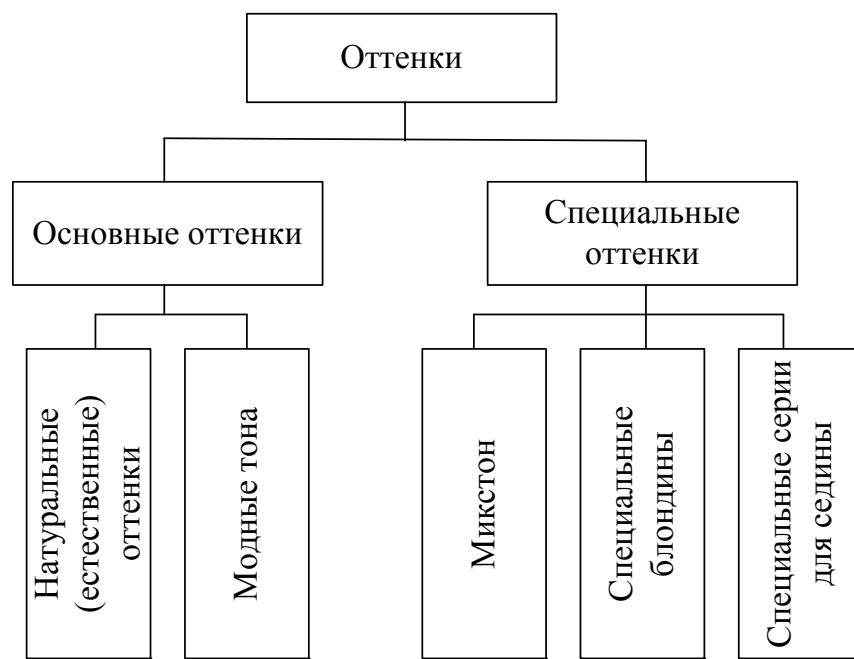 Оттенки
Основные оттенки
Специальные
оттенки
Натуральные
(естественные)
оттенки
Модные тона
Микстон
Специальные
блондины
Специальные серии
для седины